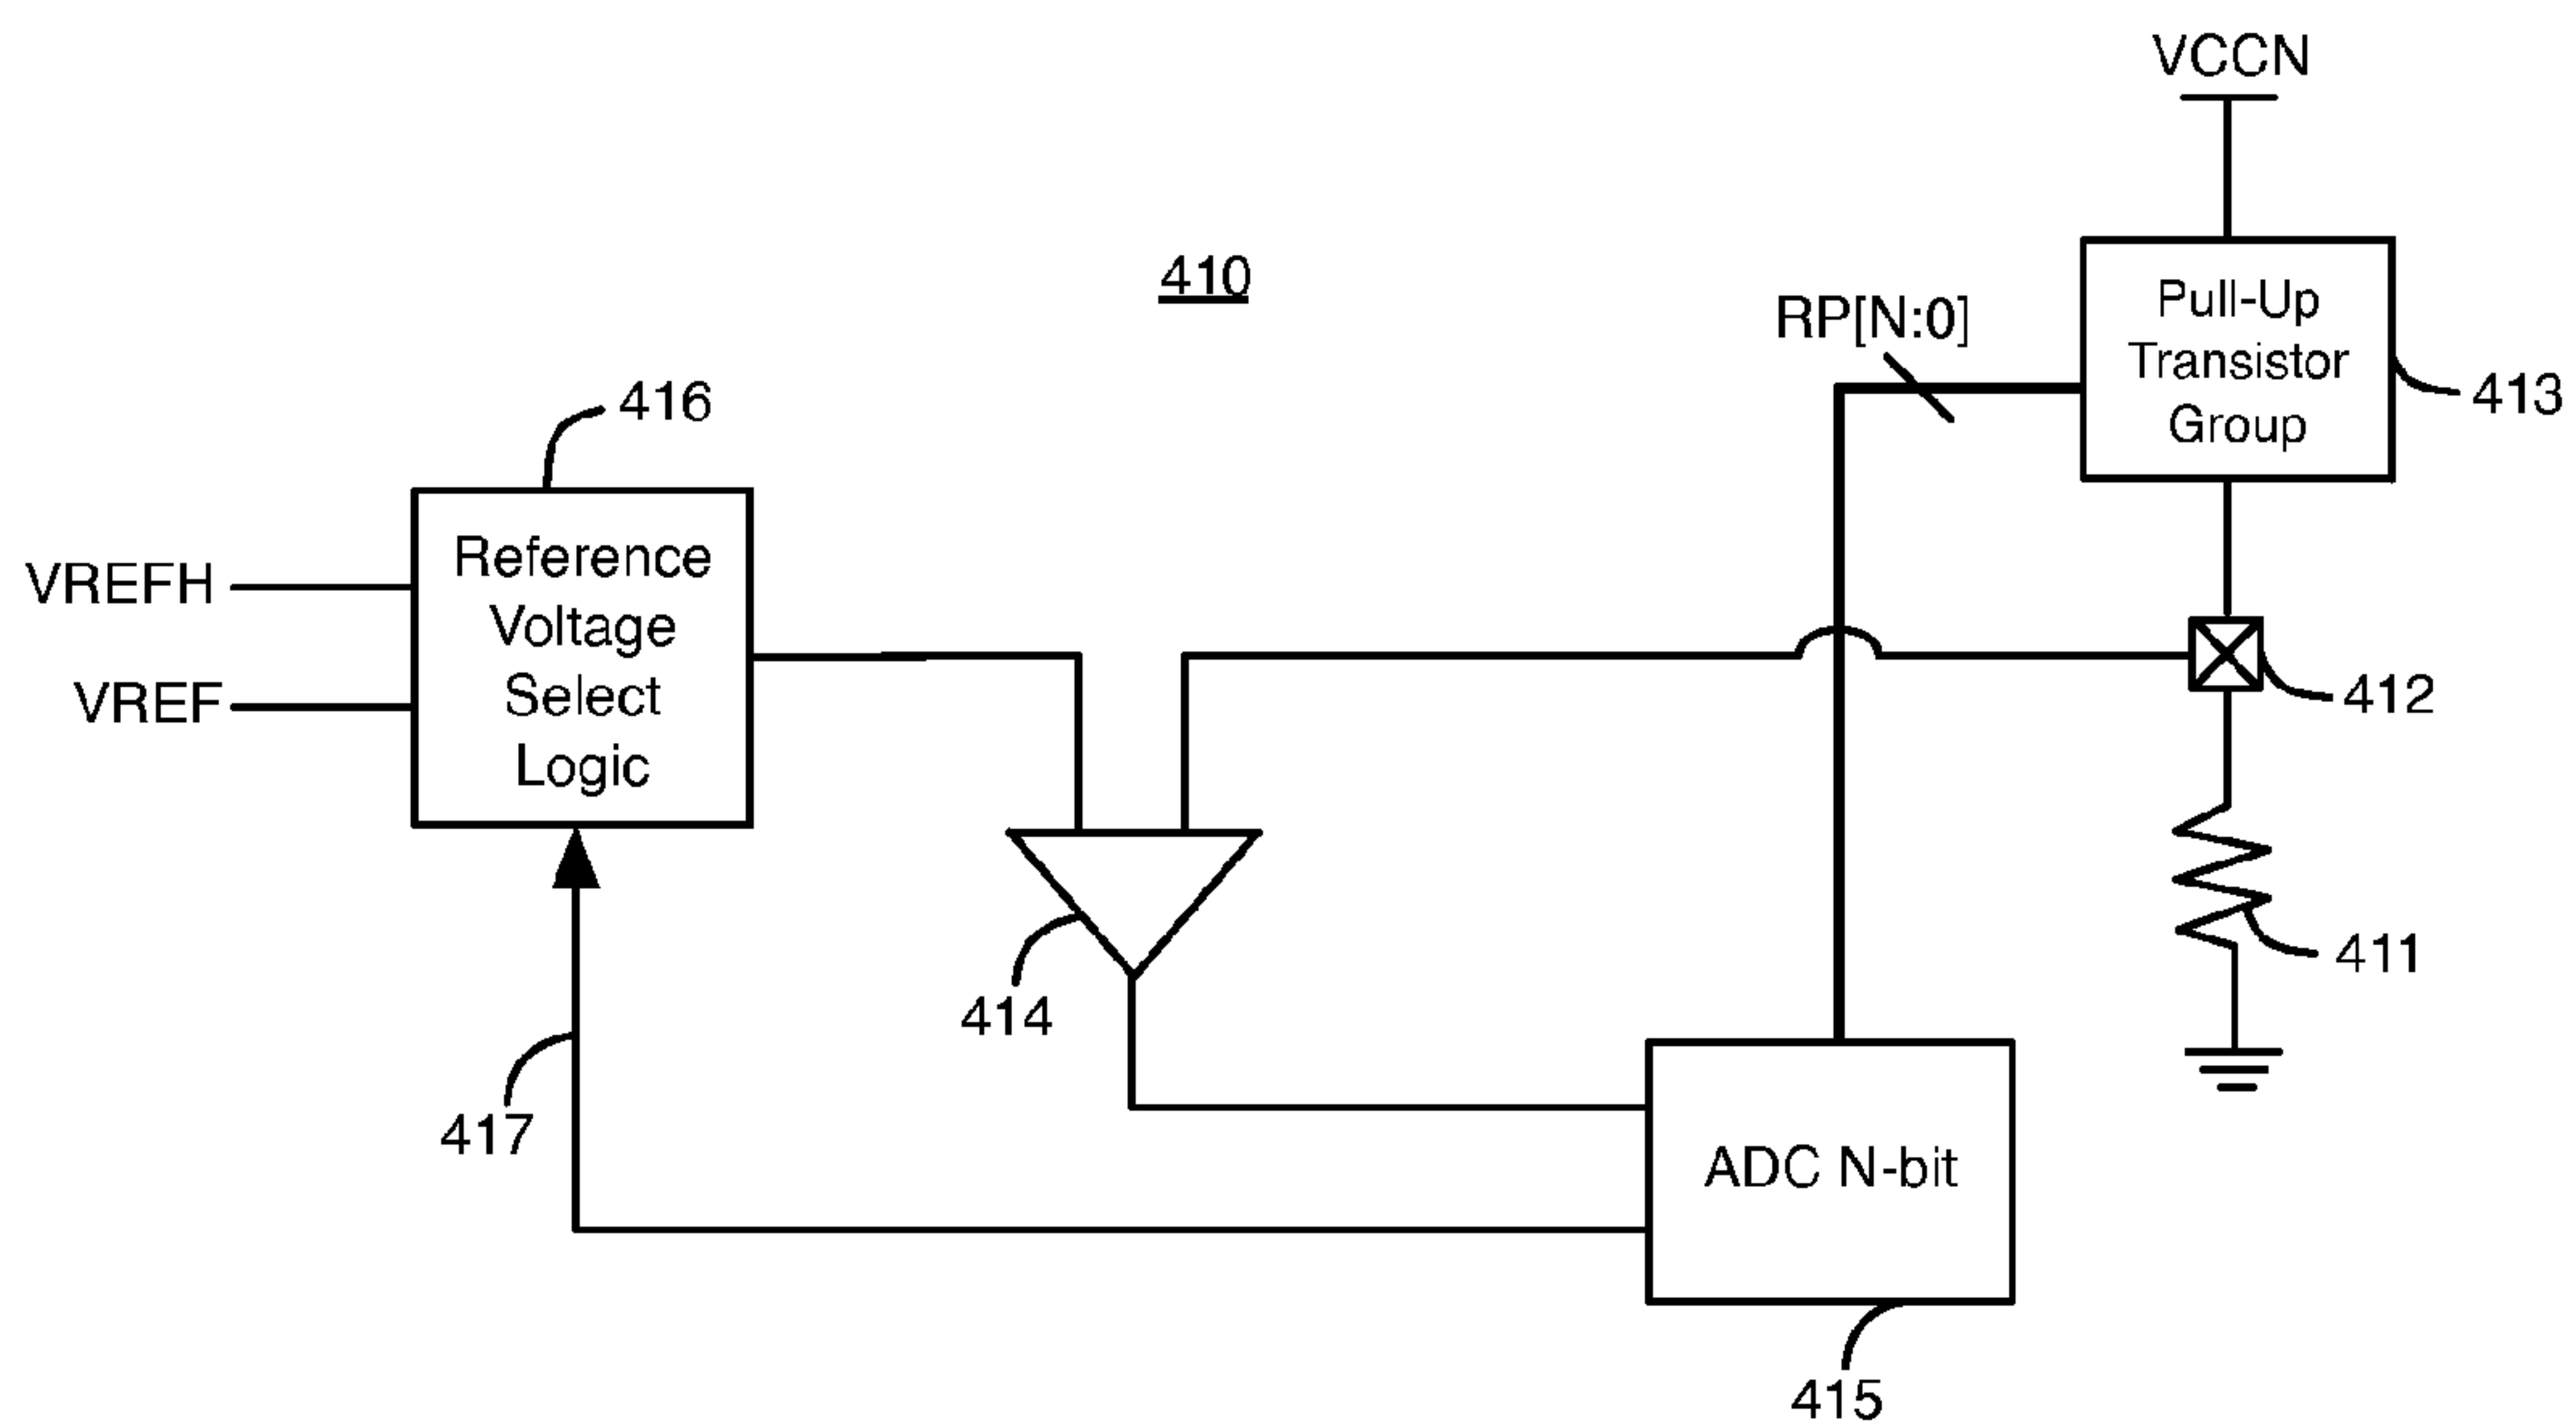 VCCN
410
RP[N:0]
Pull-Up
Transistor
Group
413
416
VREFH
VREF
Reference
Voltage
Select
Logic
412
414
411
417
ADC N-bit
415